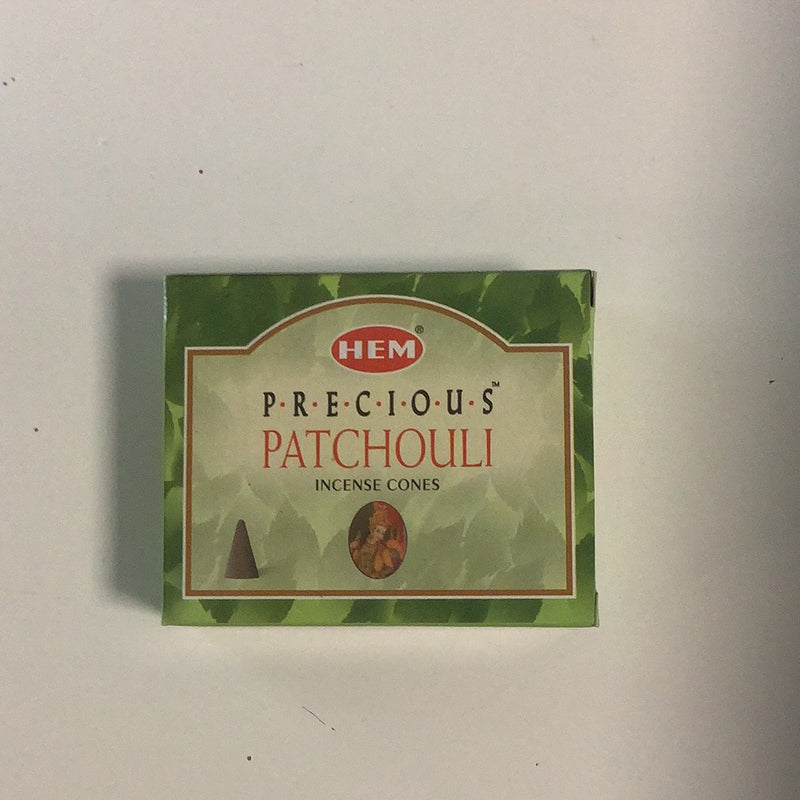 HEM®
P·R·E·C·I·O·U·S™
PATCHOULI
INCENSE CONES